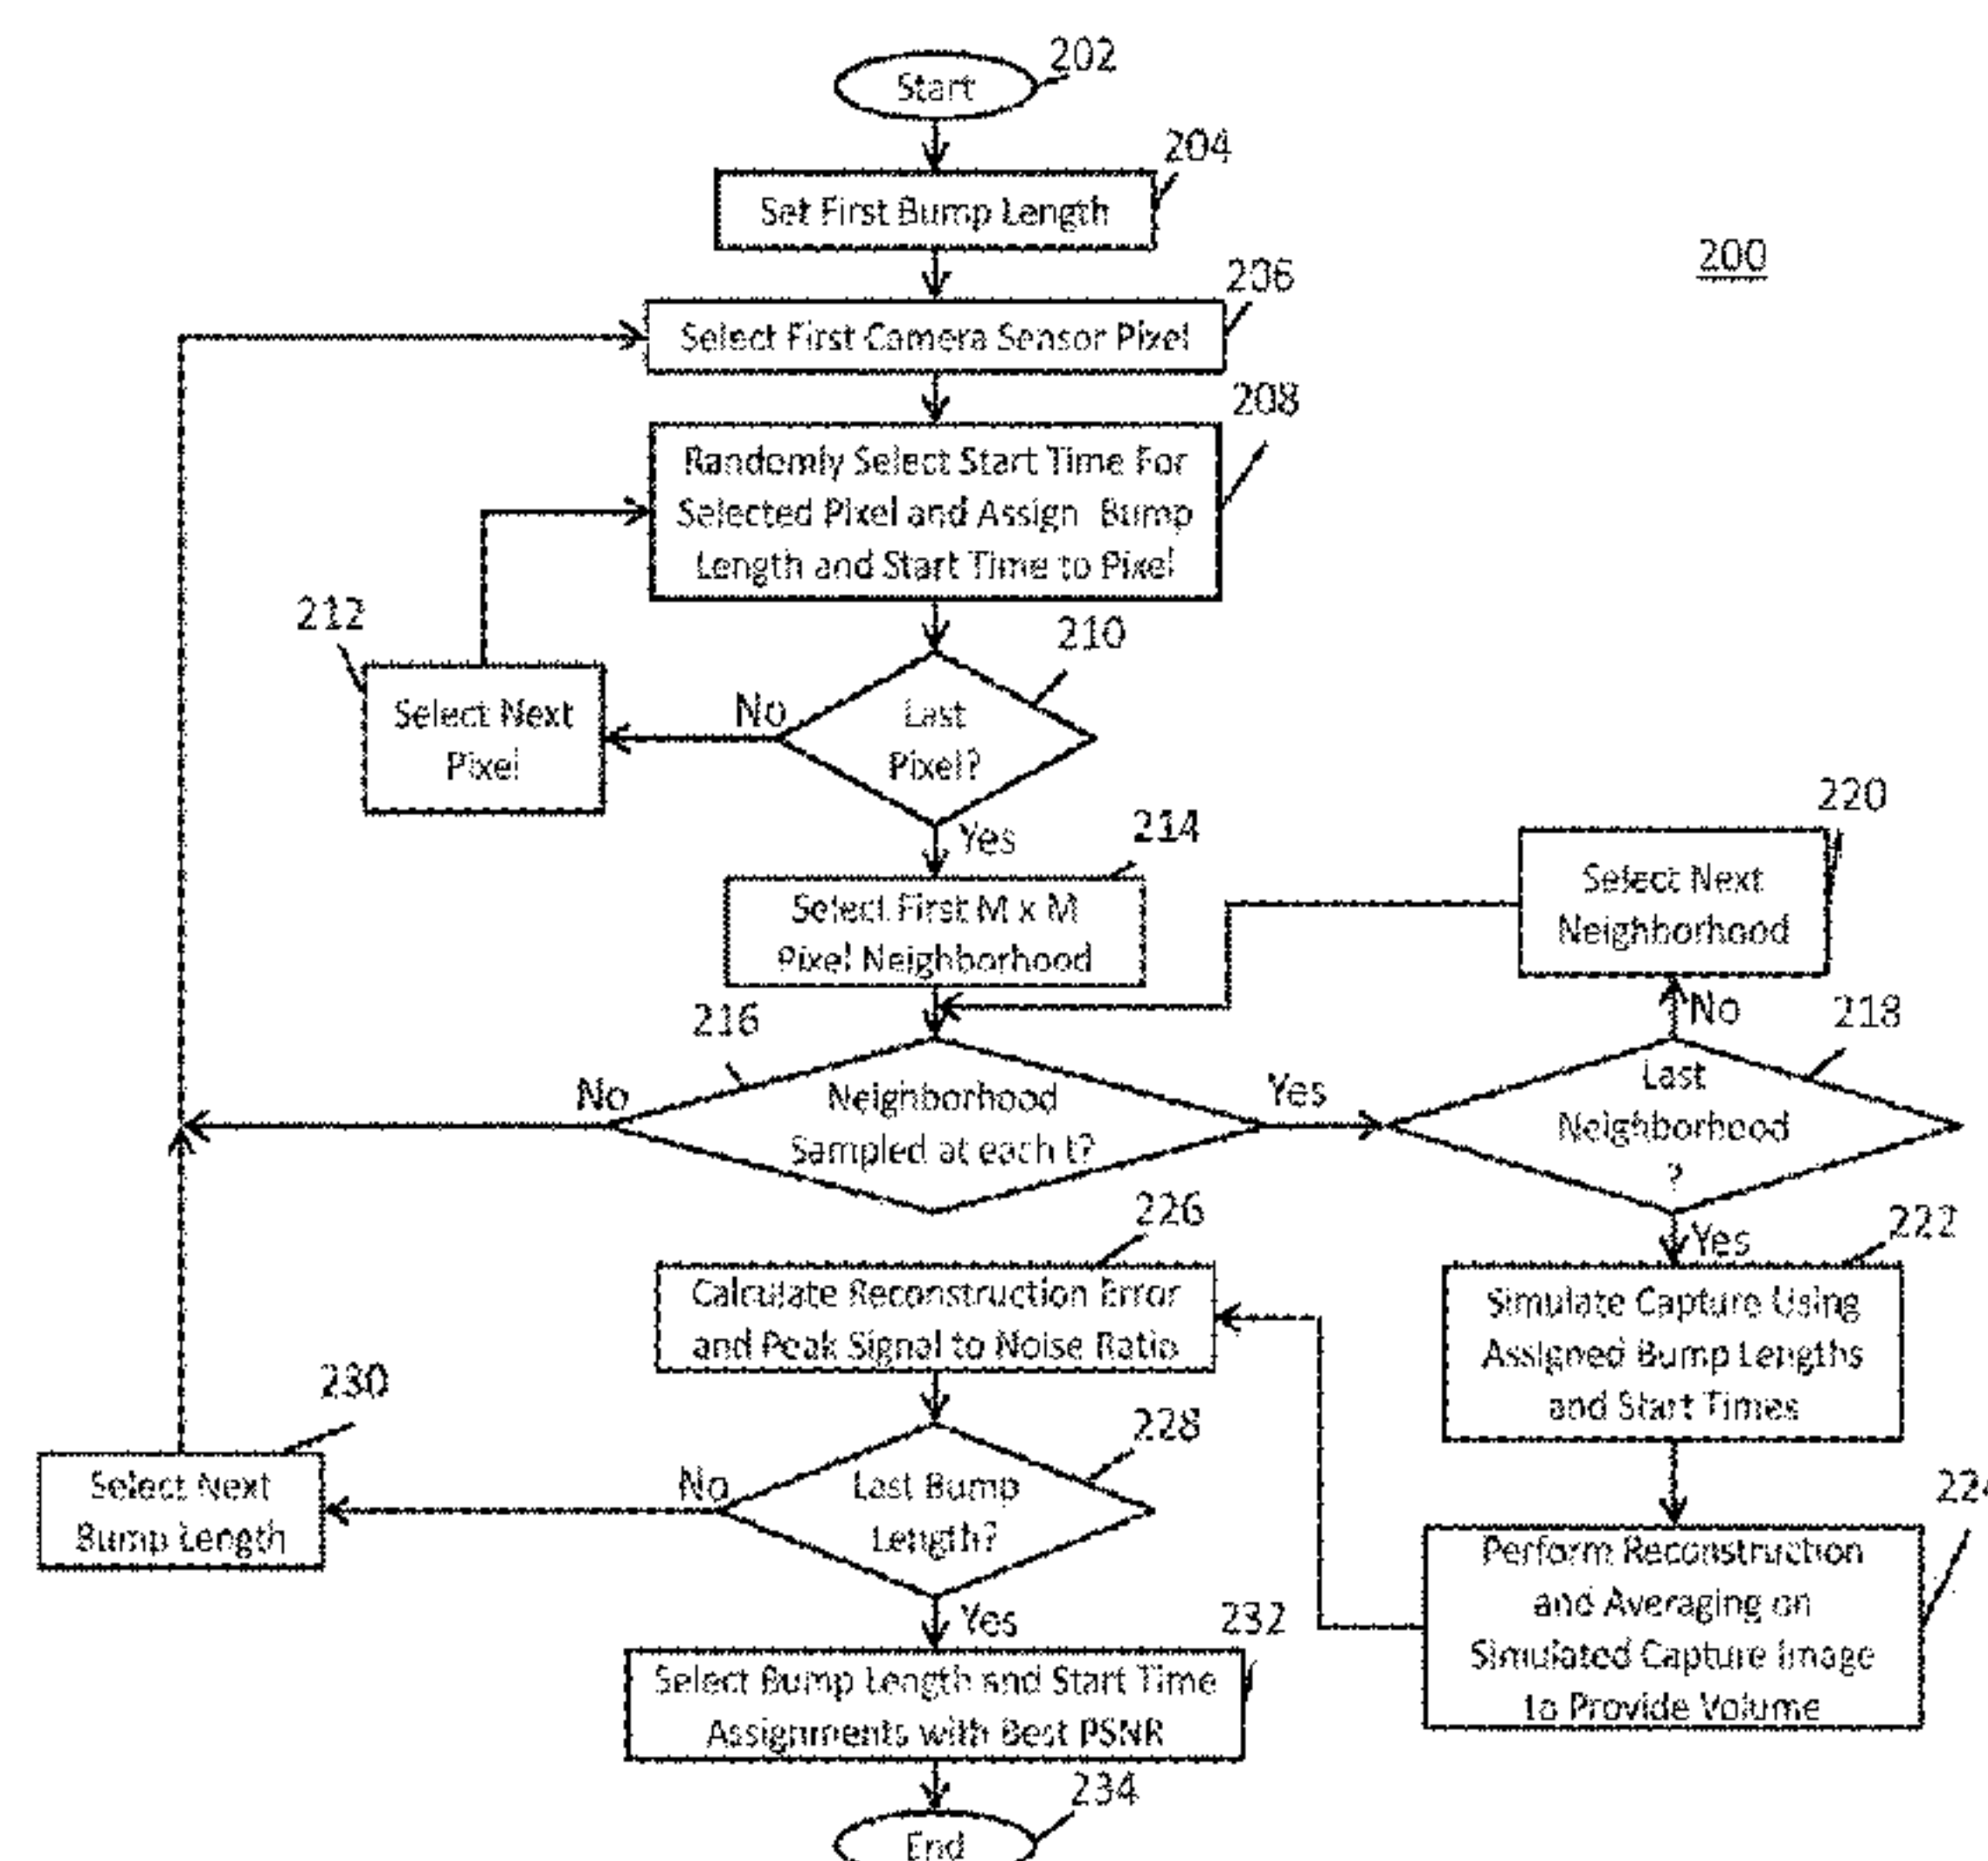 202
Start
204
Set First Bump Length
200
206
Select First Camera Sensor Pixel
208
Randomly Select Start Time For
Selected Pixel and Assign Bump
Length and Start Time to Pixel
212
210
Select Next
Pixel
No
Last
Pixel?
220
Yes
214
Select Next
Neighborhood
Select First M x M
Pixel Neighborhood
216
No
218
No
Neighborhood
Sampled at each t?
Yes
Last
Neighborhood
?
226
Yes
222
Calculate Reconstruction Error
and Peak Signal to Noise Ratio
Simulate Capture Using
Assigned Bump Lengths
and Start Times
230
228
Select Next
Bump Length
No
Last Bump
Length?
224
Perform Reconstruction
and Averaging on
Simulated Capture Image
to Provide Volume
Yes
232
Select Bump Length and Start Time
Assignments with Best PSNR
234
End